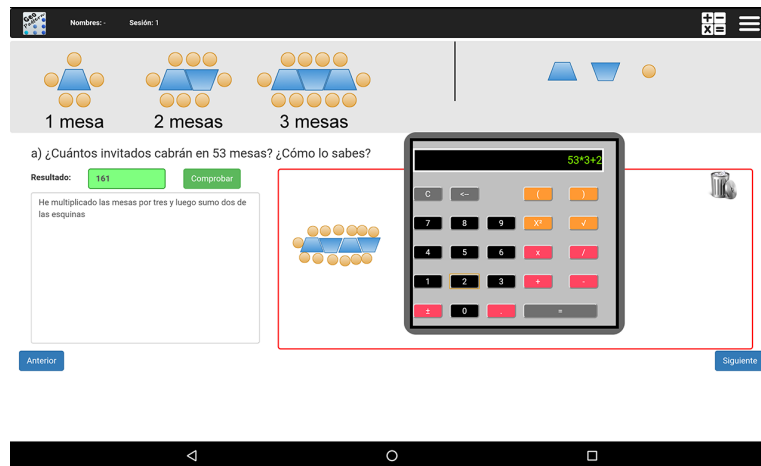 Geo
Pattern
Nombres: -
Sesión: 1
+ -
x =
1 mesa
2 mesas
3 mesas
a) ¿Cuántos invitados cabrán en 53 mesas? ¿Cómo lo sabes?
Resultado:
161
Comprobar
He multiplicado las mesas por tres y luego sumo dos de
las esquinas
53*3+2
C
<--
(
)
7
8
9
X²
√
4
5
6
x
/
1
2
3
+
-
±
0
.
=
Anterior
Siguiente